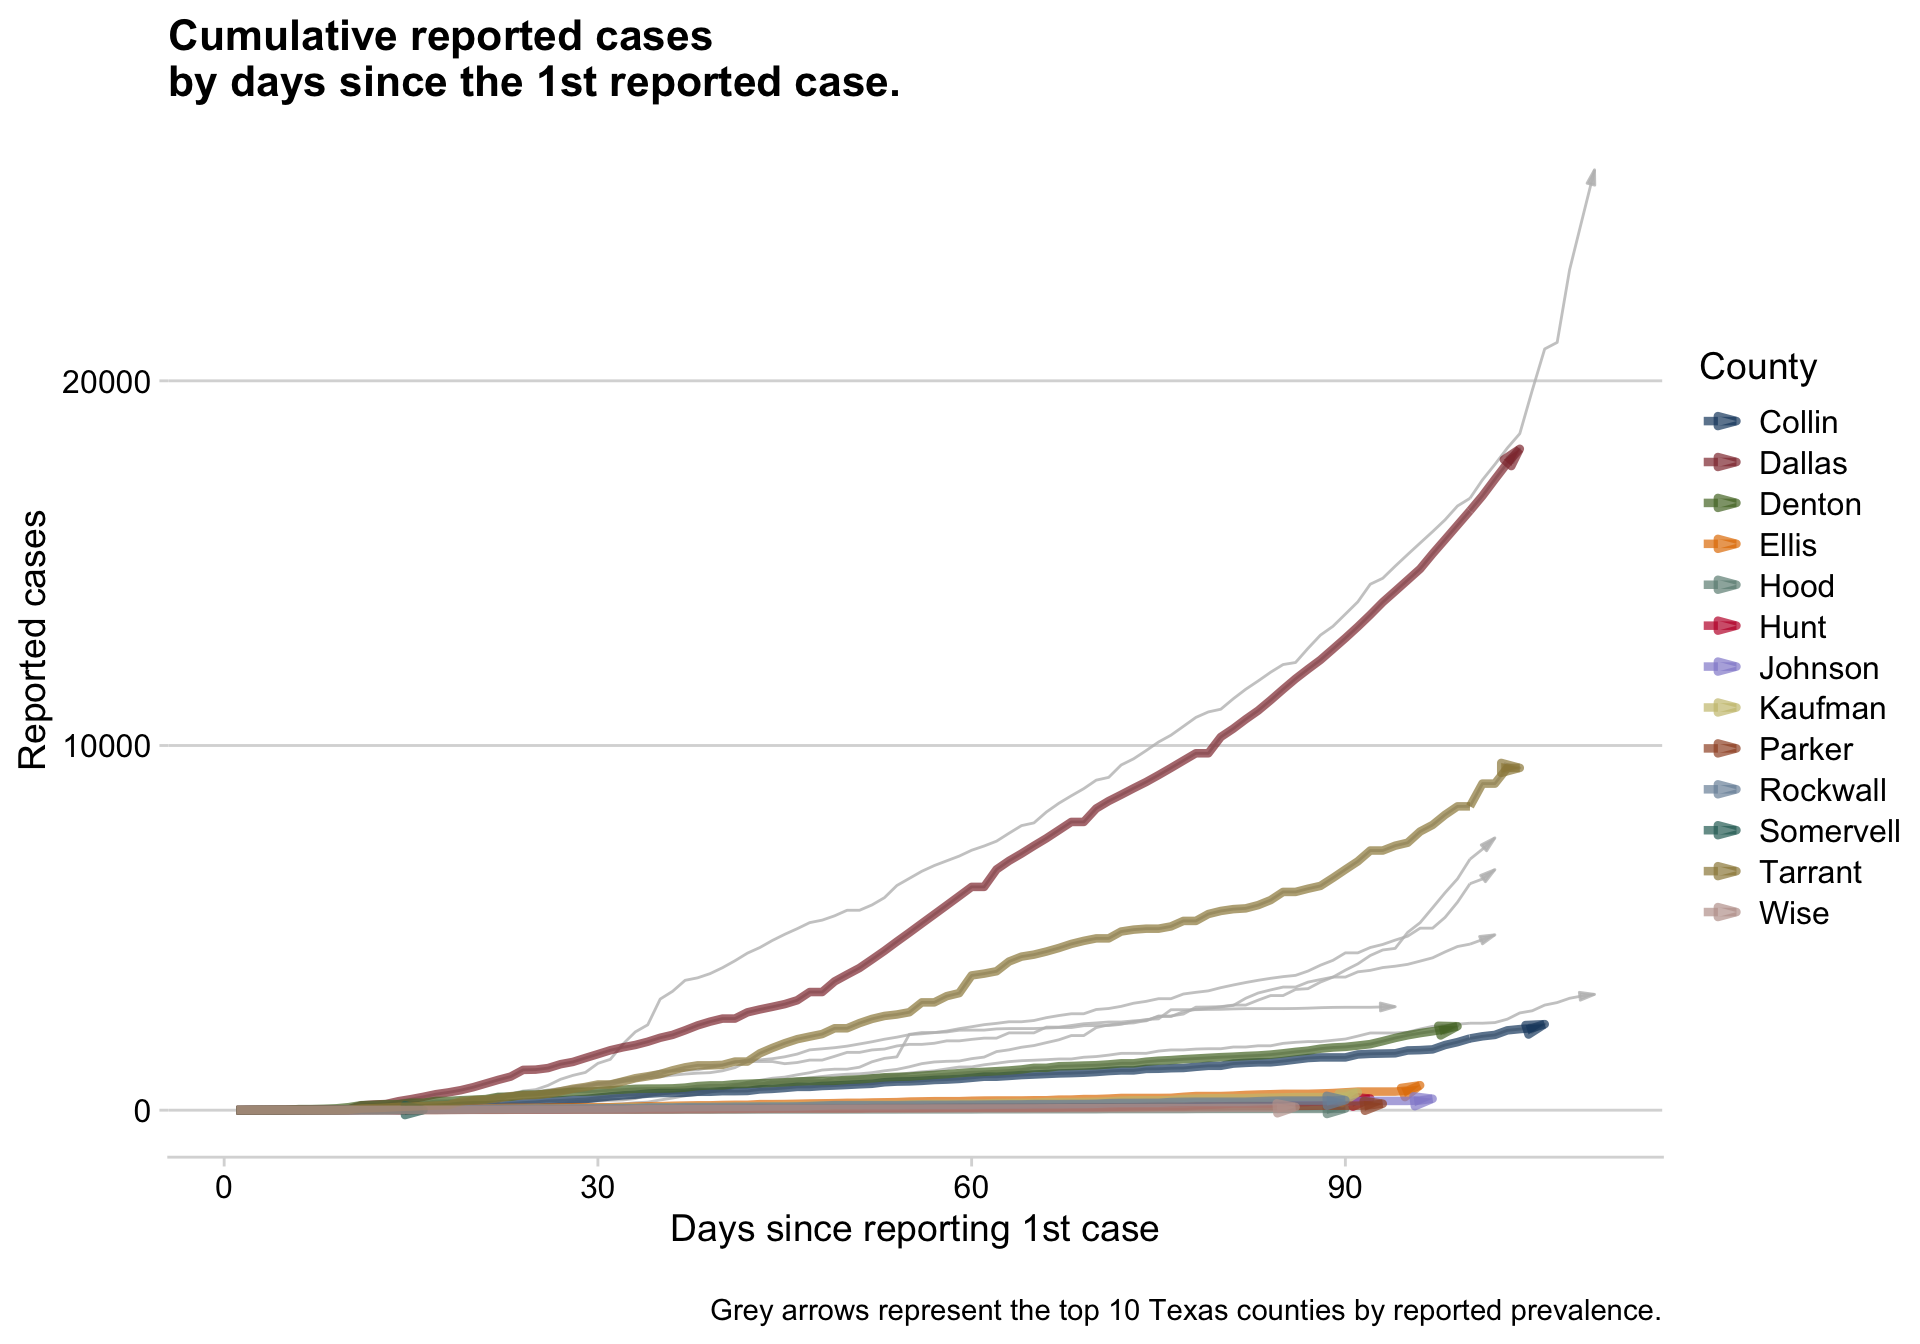 Cumulative reported cases
by days since the 1st reported case.
Reported cases
20000
10000
0
0
30
60
90
Days since reporting 1st case
County
Collin
Dallas
Denton
Ellis
Hood
Hunt
Johnson
Kaufman
Parker
Rockwall
Somervell
Tarrant
Wise
Grey arrows represent the top 10 Texas counties by reported prevalence.